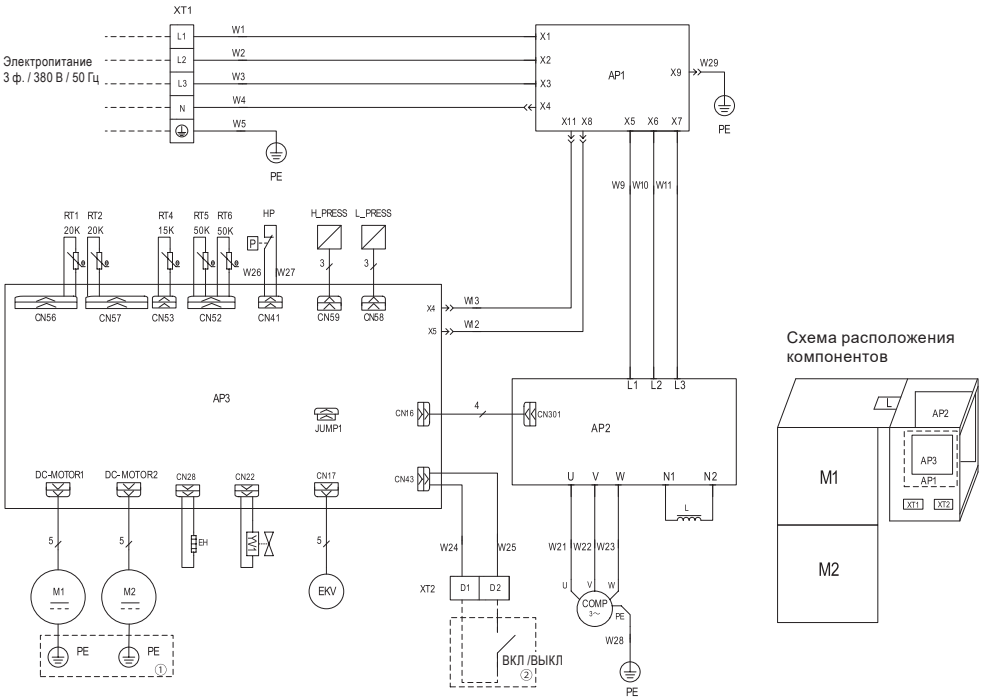 XT1
Электропитание
3 ф. / 380 В / 50 Гц
L1
W1
L2
W2
L3
W3
N
W4
W5
PE
X1
X2
X3
X4
AP1
X9
W29
PE
X11 X8
X5 X6 X7
W9 W10 W11
RT1 RT2
20K 20K
RT4
15K
RT5 RT6
50K 50K
HP
P
W26 W27
H_PRESS
3
L_PRESS
3
CN56
CN57
CN53
CN52
CN41
CN59
CN58
X4
W13
X5
W12
AP3
JUMP1
CN16
4
CN301
CN43
DC-MOTOR1
DC-MOTOR2
CN28
CN22
CN17
5
5
EH
VV1
5
M1
M2
EKV
PE
PE
①
W24
W25
XT2
D1
D2
ВКЛ /ВЫКЛ
②
L1 L2 L3
AP2
U V W N1 N2
L
W21 W22 W23
U V W
COMP
3~
PE
W28
PE
Схема расположения
компонентов
L
AP2
AP3
AP1
XT1
XT2
M1
M2